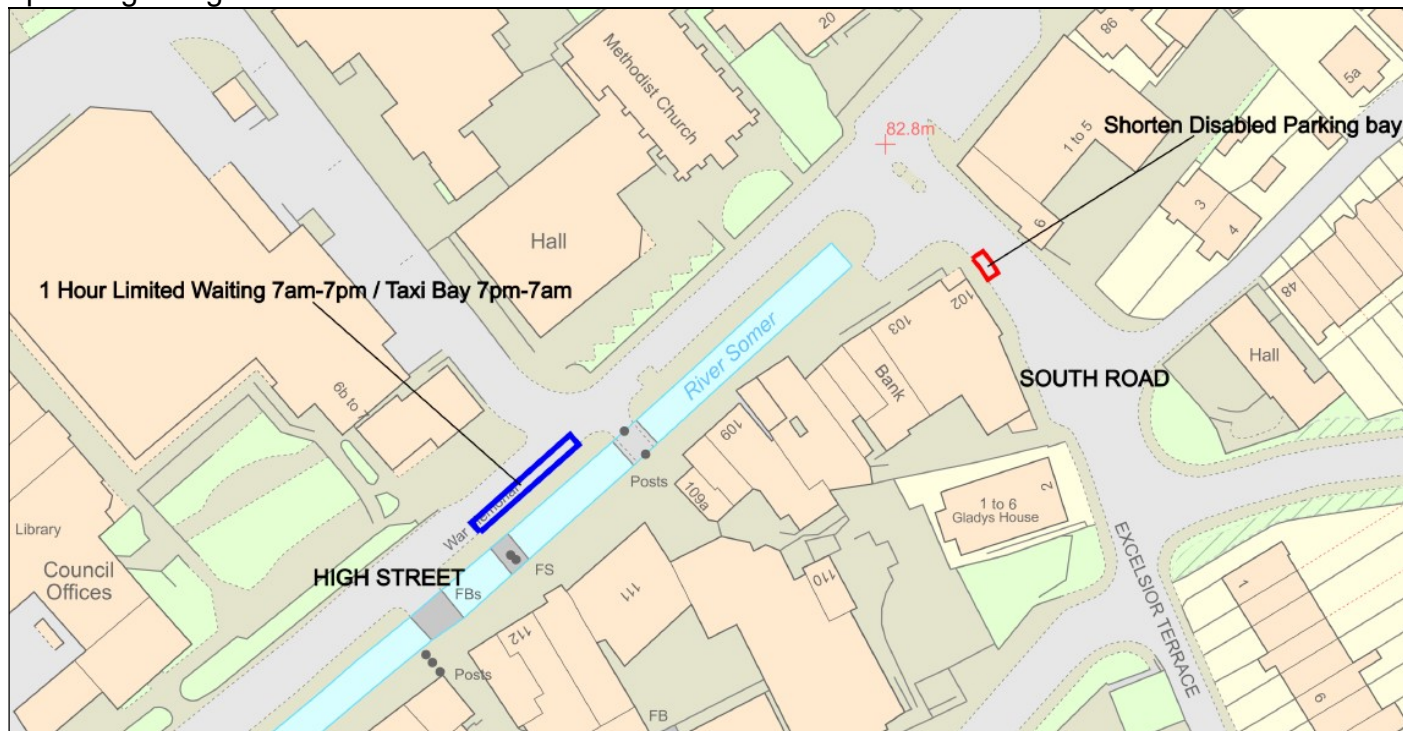 20
98
5a
Methodist Church
82.8m
1 to 5
Shorten Disabled Parking bay
3
4
6
Hall
1 Hour Limited Waiting 7am-7pm / Taxi Bay 7pm-7am
River Somer
102
103
Bank
48
Hall
SOUTH ROAD
6b to
109
109a
Posts
War Memorial
Library
Council
Offices
HIGH STREET
FS
FBs
1 to 6
Gladys House
2
110
111
112
EXCELSIOR TERRACE
1
Posts
FB